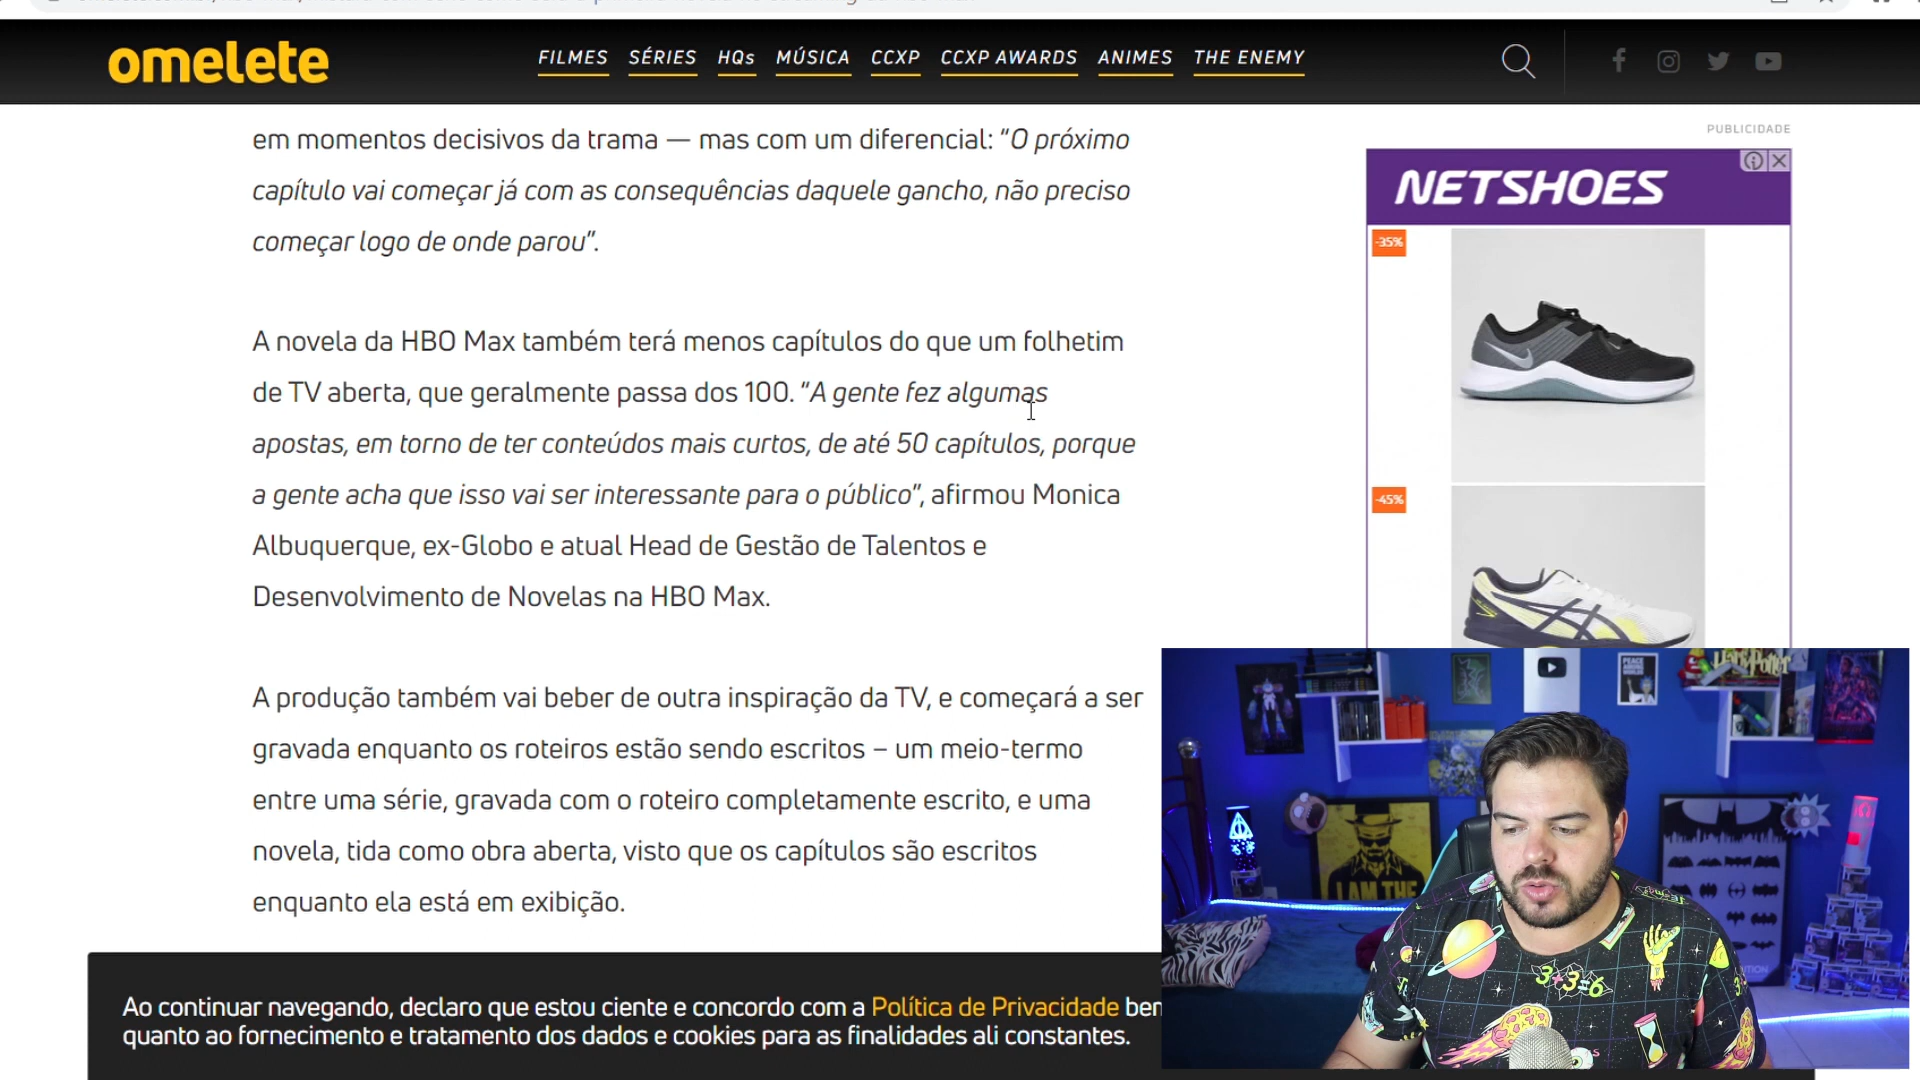 omelete
FILMES SÉRIES HQs MÚSICA CCXP CCXP AWARDS ANIMES THE ENEMY
em momentos decisivos da trama — mas com um diferencial: “O próximo
capítulo vai começar já com as consequências daquele gancho, não preciso
começar logo de onde parou”.
A novela da HBO Max também terá menos capítulos do que um folhetim
de TV aberta, que geralmente passa dos 100. “A gente fez algumas
apostas, em torno de ter conteúdos mais curtos, de até 50 capítulos, porque
a gente acha que isso vai ser interessante para o público”, afirmou Monica
Albuquerque, ex-Globo e atual Head de Gestão de Talentos e
Desenvolvimento de Novelas na HBO Max.
A produção também vai beber de outra inspiração da TV, e começará a ser
gravada enquanto os roteiros estão sendo escritos – um meio-termo
entre uma série, gravada com o roteiro completamente escrito, e uma
novela, tida como obra aberta, visto que os capítulos são escritos
enquanto ela está em exibição.
PUBLICIDADE
NETSHOES
-35%
-45%
Harry Potter
PEACE
I AM THE
3+3=6
Ao continuar navegando, declaro que estou ciente e concordo com a Política de Privacidade
quanto ao fornecimento e tratamento dos dados e cookies para as finalidades ali constantes.